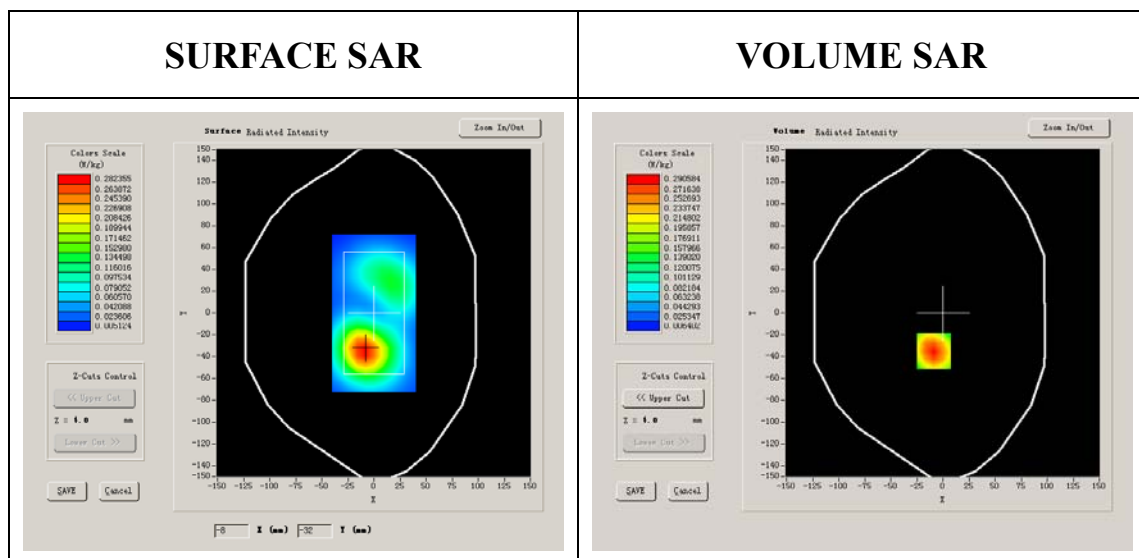 SURFACE SAR
VOLUME SAR
Surface Radiated Intensity
Zoom In/Out
Colors Scale
(W/kg)
0.282355
0.263872
0.245390
0.226908
0.208426
0.189944
0.171462
0.152980
0.134498
0.116016
0.097534
0.079052
0.060570
0.042088
0.023606
0.005124
Z-Cuts Control
<< Upper Cut
Z = 4.0 mm
Lower Cut >>
SAVE
Cancel
150
140
120
100
80
60
40
20
0
-20
-40
-60
-80
-100
-120
-140
-150
Y
-150 -125 -100 -75 -50 -25 0 25 50 75 100 125 150
X
-8 X (mm) -32 Y (mm)
Volume Radiated Intensity
Zoom In/Out
Colors Scale
(W/kg)
0.290584
0.271638
0.252693
0.233747
0.214802
0.195857
0.176911
0.157966
0.139020
0.120075
0.101129
0.082184
0.063238
0.044293
0.025347
0.006402
Z-Cuts Control
<< Upper Cut
Z = 4.0 mm
Lower Cut >>
SAVE
Cancel
150
140
120
100
80
60
40
20
0
-20
-40
-60
-80
-100
-120
-140
-150
Y
-150 -125 -100 -75 -50 -25 0 25 50 75 100 125 150
X